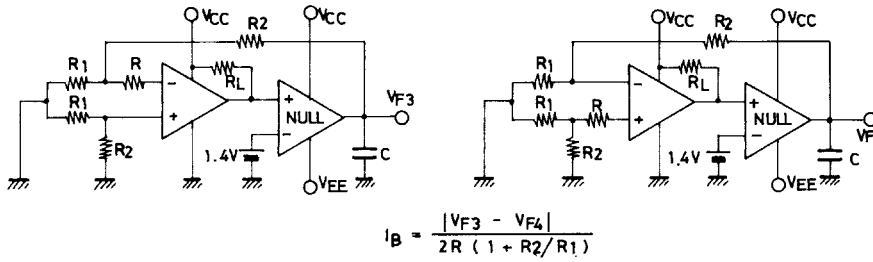 VCC
VCC
R2
R1
R
RL
R1
R2
NULL
VF3
1.4V
C
VEE
VCC
VCC
R2
R1
RL
R1
R
R2
NULL
VF
1.4V
C
VEE
IB = |VF3 - VF4| / 2R ( 1 + R2/R1)